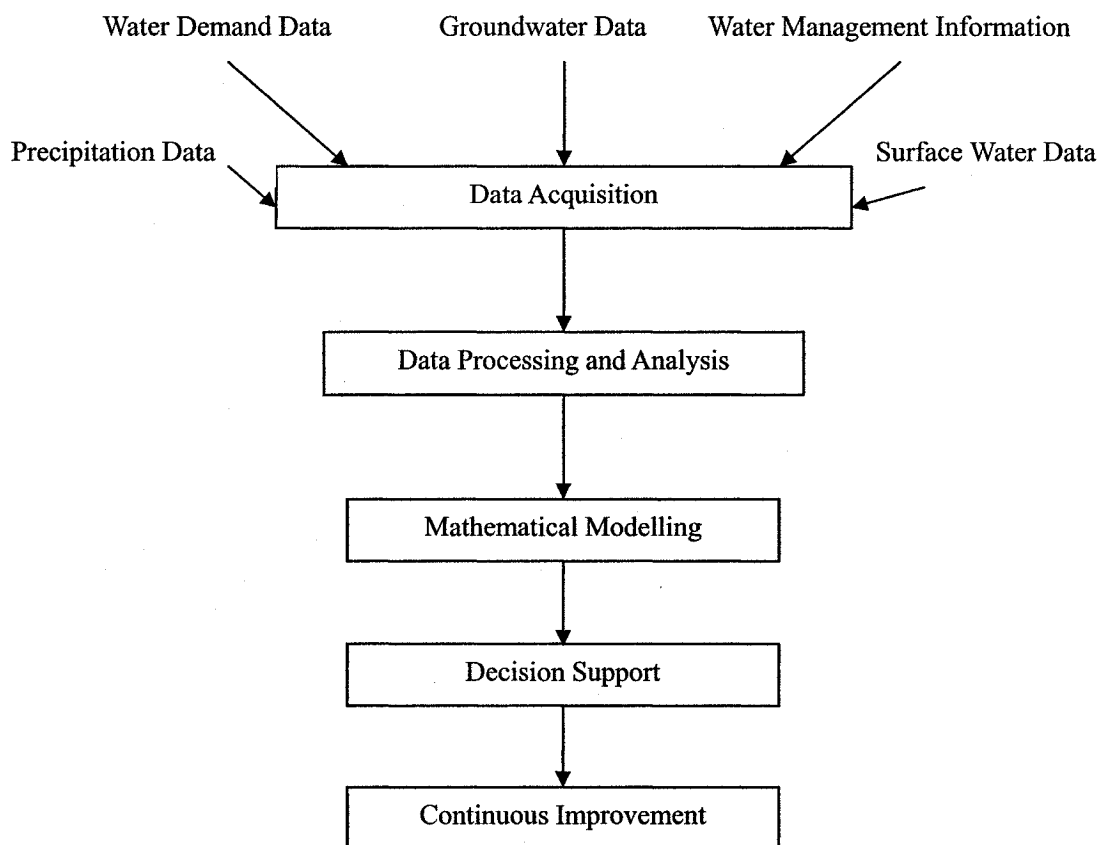 Water Demand Data
Groundwater Data
Water Management Information
Precipitation Data
Surface Water Data
Data Acquisition
Data Processing and Analysis
Mathematical Modelling
Decision Support
Continuous Improvement